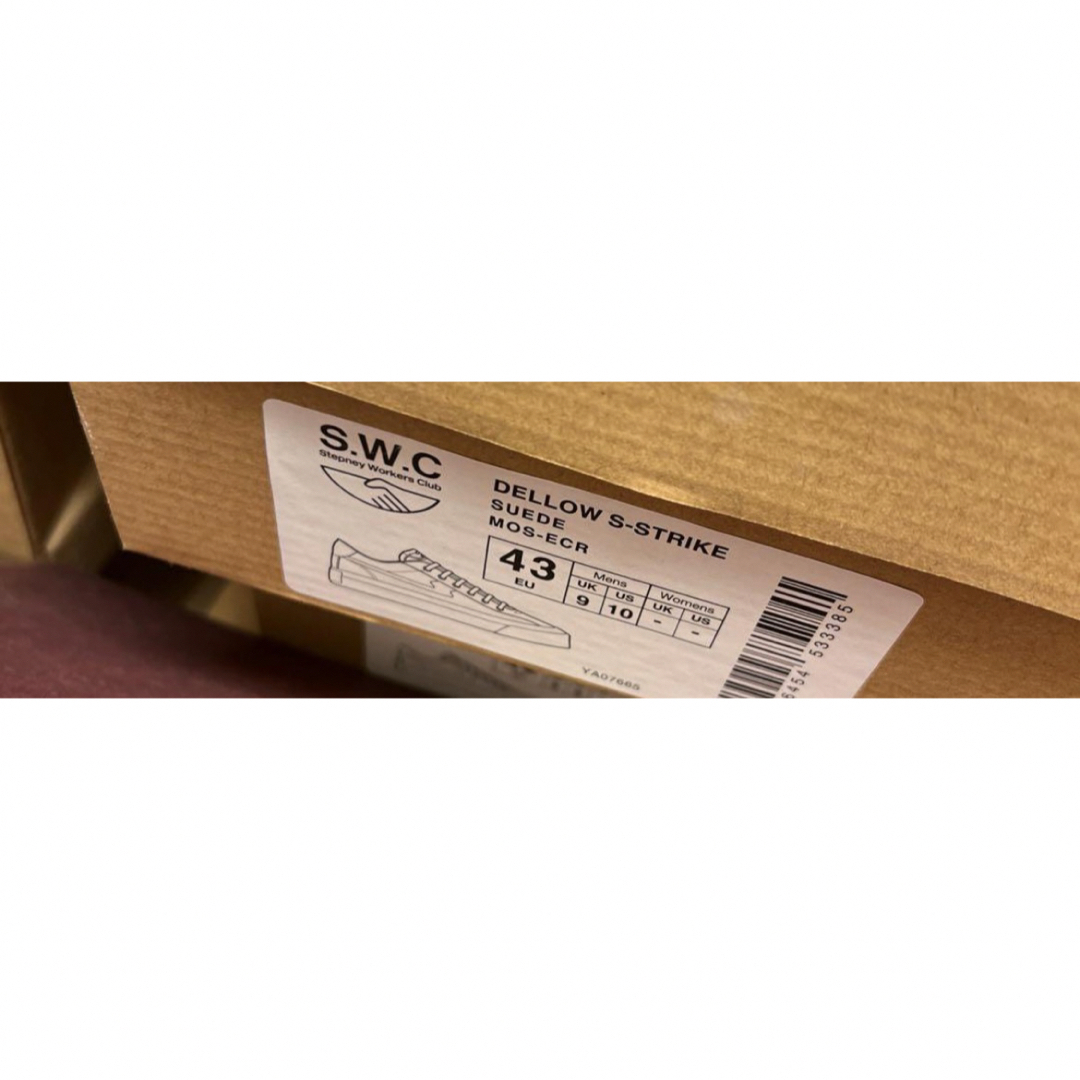 S.W.C
Stepney Workers Club
DELLOW S-STRIKE
SUEDE
MOS-ECR
43
EU
Mens
Womens
UK
US
UK
US
9
10
-
-
YA07665
5454 533385